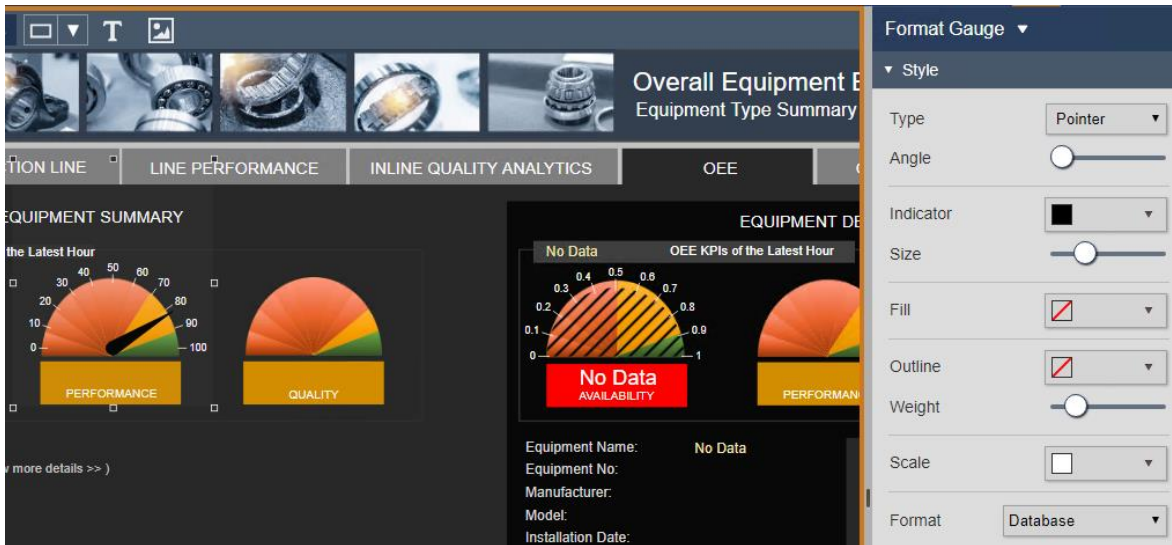 T
Format Gauge
Style
Overall Equipment E
Equipment Type Summary
TION LINE
LINE PERFORMANCE
INLINE QUALITY ANALYTICS
OEE
EQUIPMENT SUMMARY
the Latest Hour
0
10
20
30
40
50
60
70
80
90
100
PERFORMANCE
QUALITY
EQUIPMENT DE
No Data
OEE KPIs of the Latest Hour
0
0.1
0.2
0.3
0.4
0.5
0.6
0.7
0.8
0.9
1
No Data
AVAILABILITY
PERFORMAN
w more details >> )
Equipment Name:
No Data
Equipment No:
Manufacturer:
Model:
Installation Date:
Type
Pointer
Angle
Indicator
Size
Fill
Outline
Weight
Scale
Format
Database